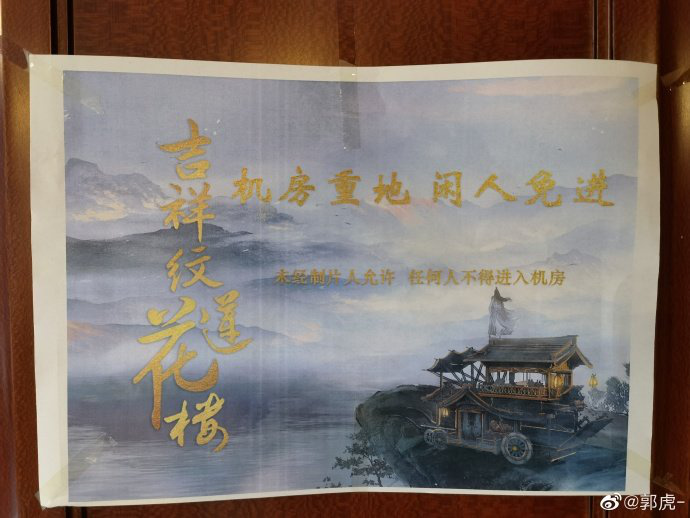 吉祥纹莲花楼
机房重地 闲人免进
未经制片人允许 任何人不得进入机房
@郭虎-